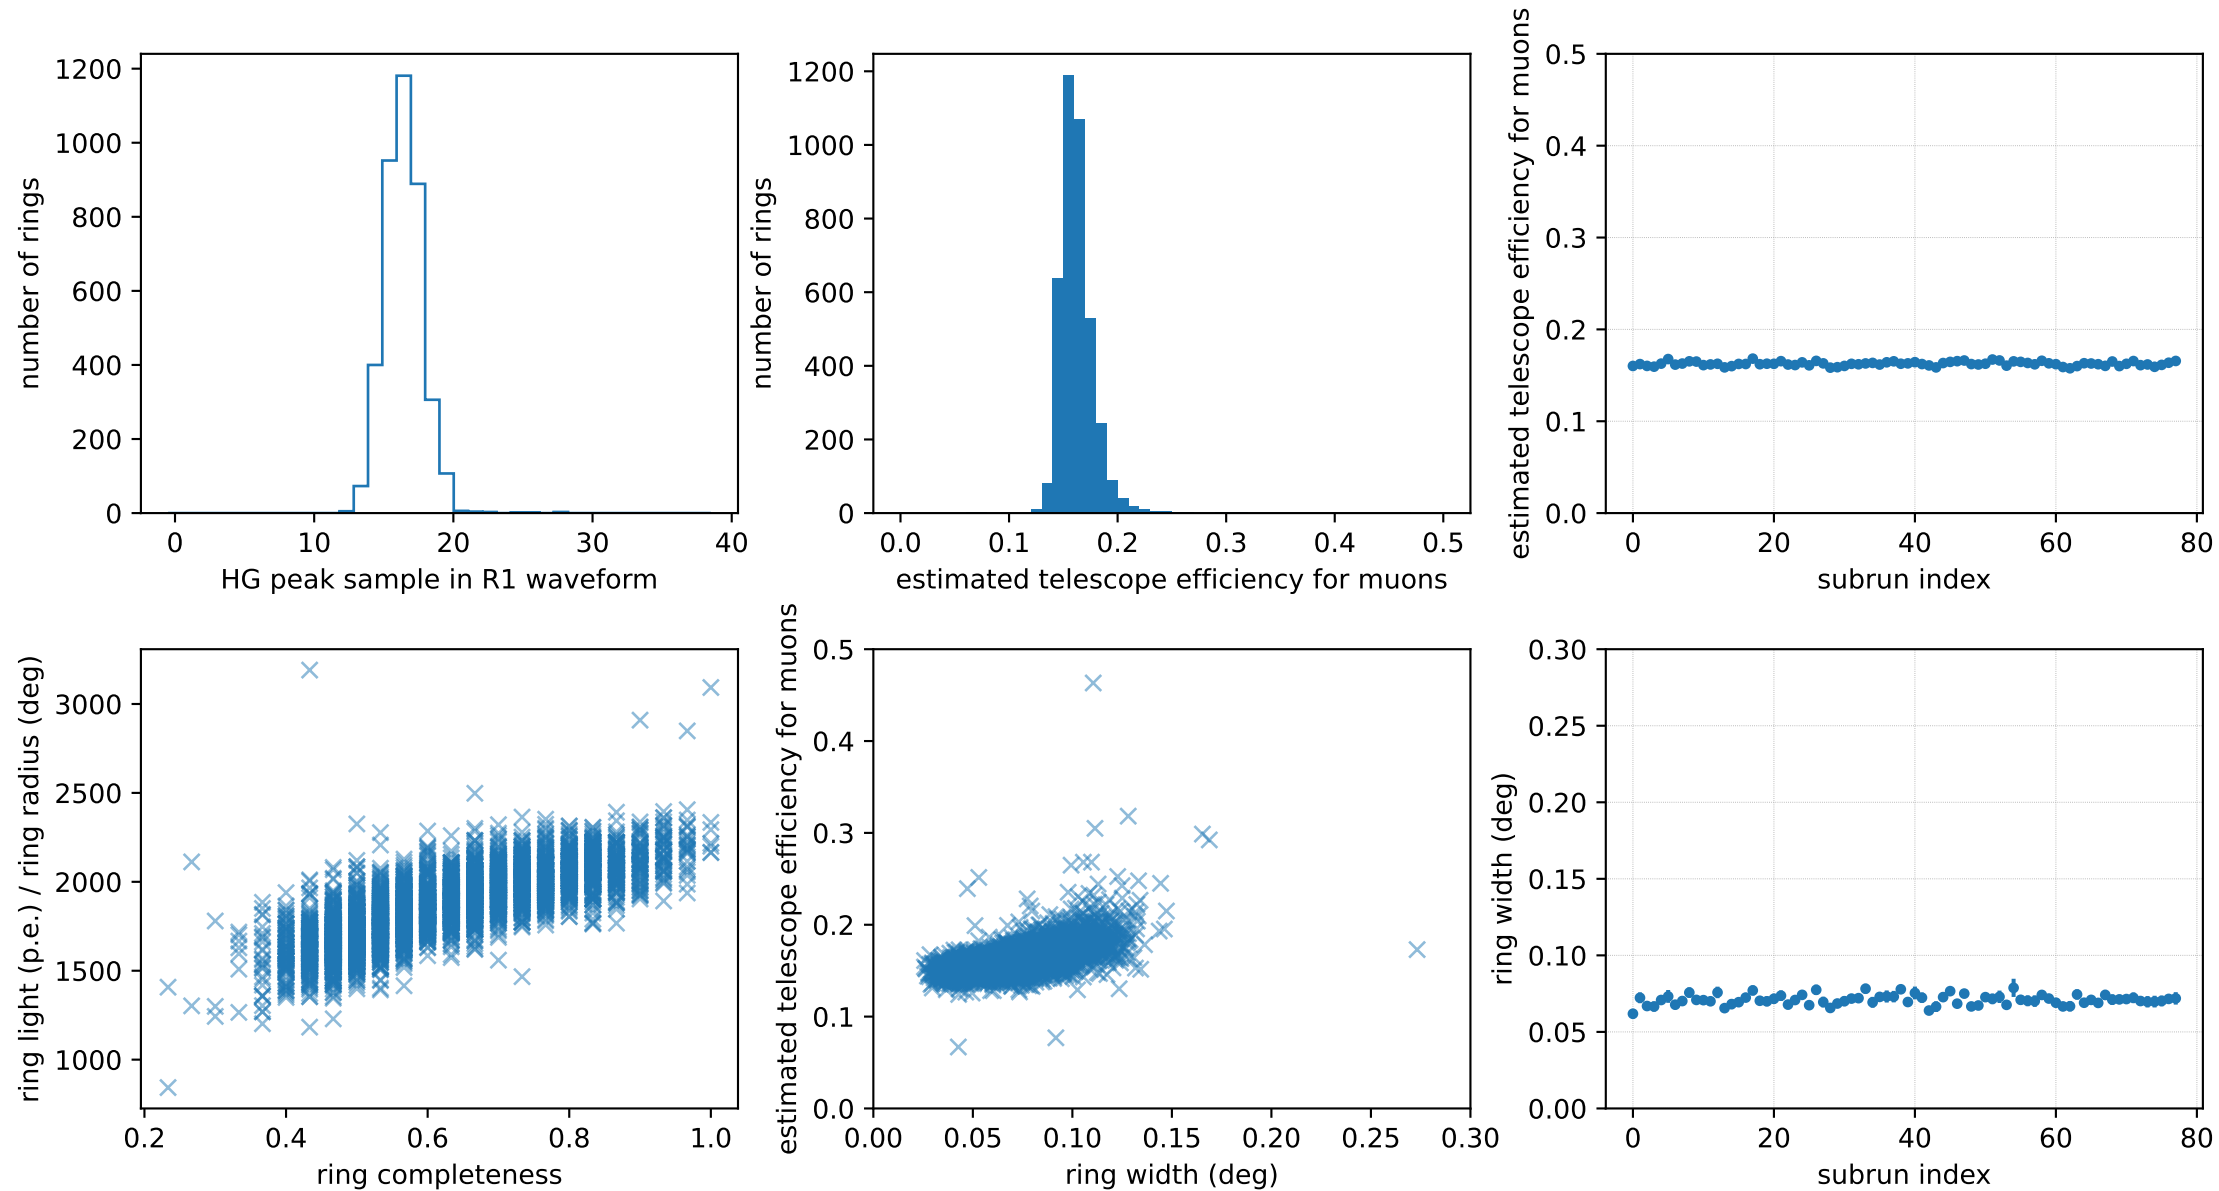 1200
1000
800
600
400
200
0
number of rings
0 10 20 30 40
HG peak sample in R1 waveform
1200
1000
800
600
400
200
0
number of rings
0.0 0.1 0.2 0.3 0.4 0.5
estimated telescope efficiency for muons
0.5
0.4
0.3
0.2
0.1
0.0
estimated telescope efficiency for muons
0 20 40 60 80
subrun index
3000
2500
2000
1500
1000
ring light (p.e.) / ring radius (deg)
0.2 0.4 0.6 0.8 1.0
ring completeness
0.5
0.4
0.3
0.2
0.1
0.0
estimated telescope efficiency for muons
0.00 0.05 0.10 0.15 0.20 0.25 0.30
ring width (deg)
0.30
0.25
0.20
0.15
0.10
0.05
0.00
ring width (deg)
0 20 40 60 80
subrun index